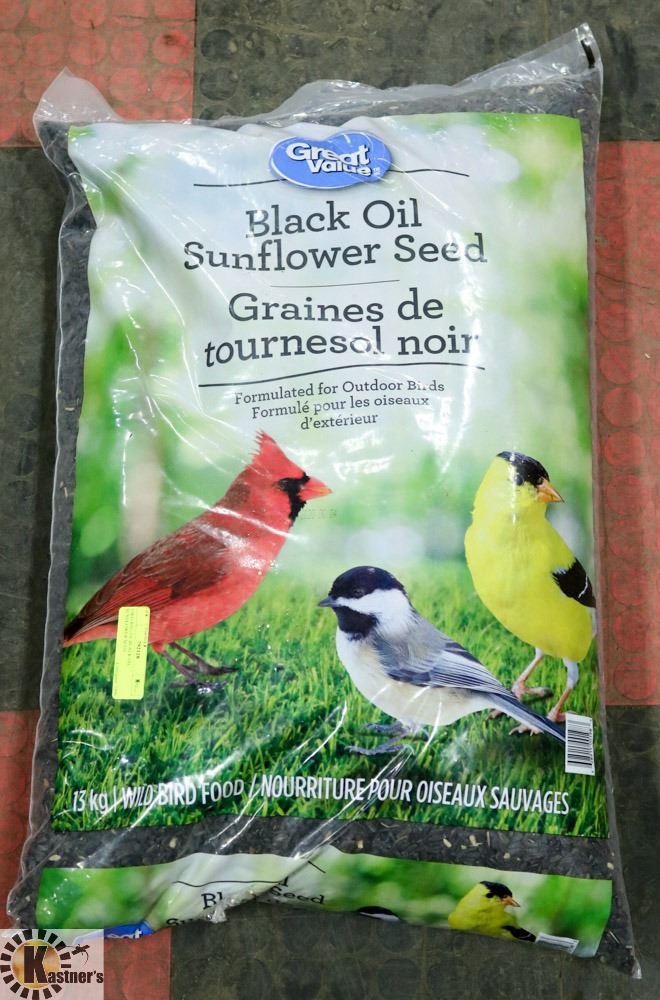 Great
Value
Black Oil
Sunflower Seed
Graines de
tournesol noir
Formulated for Outdoor Birds
Formulé pour les oiseaux
d'extérieur
13 kg | WILD BIRD FOOD / NOURRITURE POUR OISEAUX SAUVAGES
Great
KASTNER'S